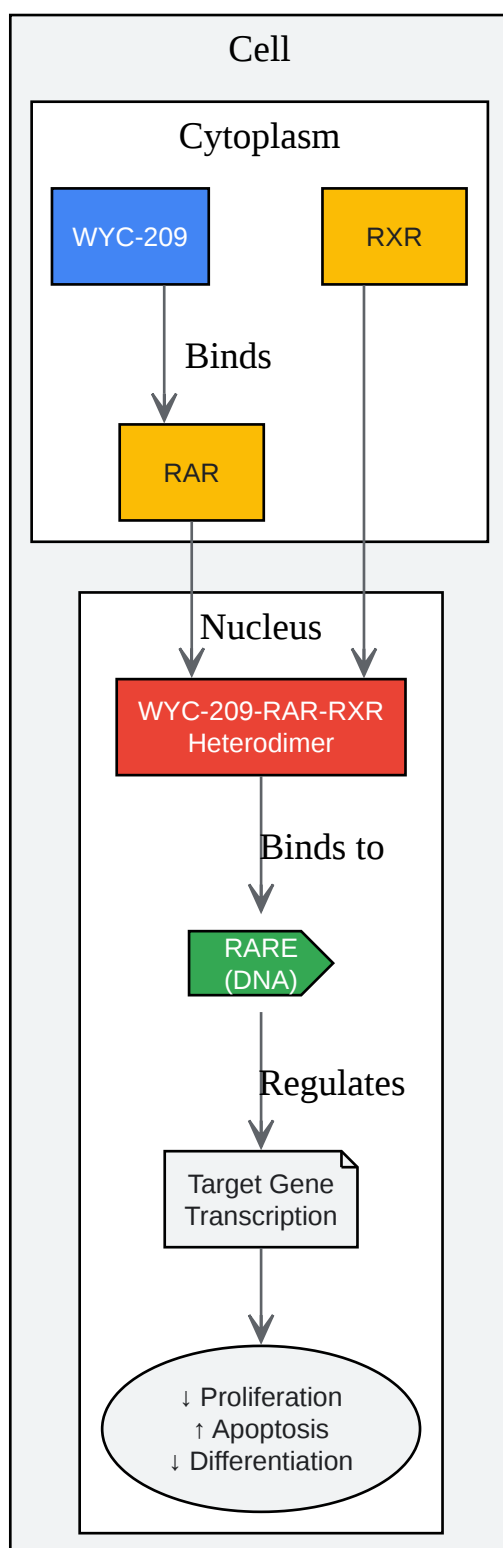 Cell
Cytoplasm
WYC-209
RXR
Binds
RAR
Nucleus
WYC-209-RAR-RXR
Heterodimer
Binds to
RARE
(DNA)
Regulates
Target Gene
Transcription
↓ Proliferation
↑ Apoptosis
↓ Differentiation